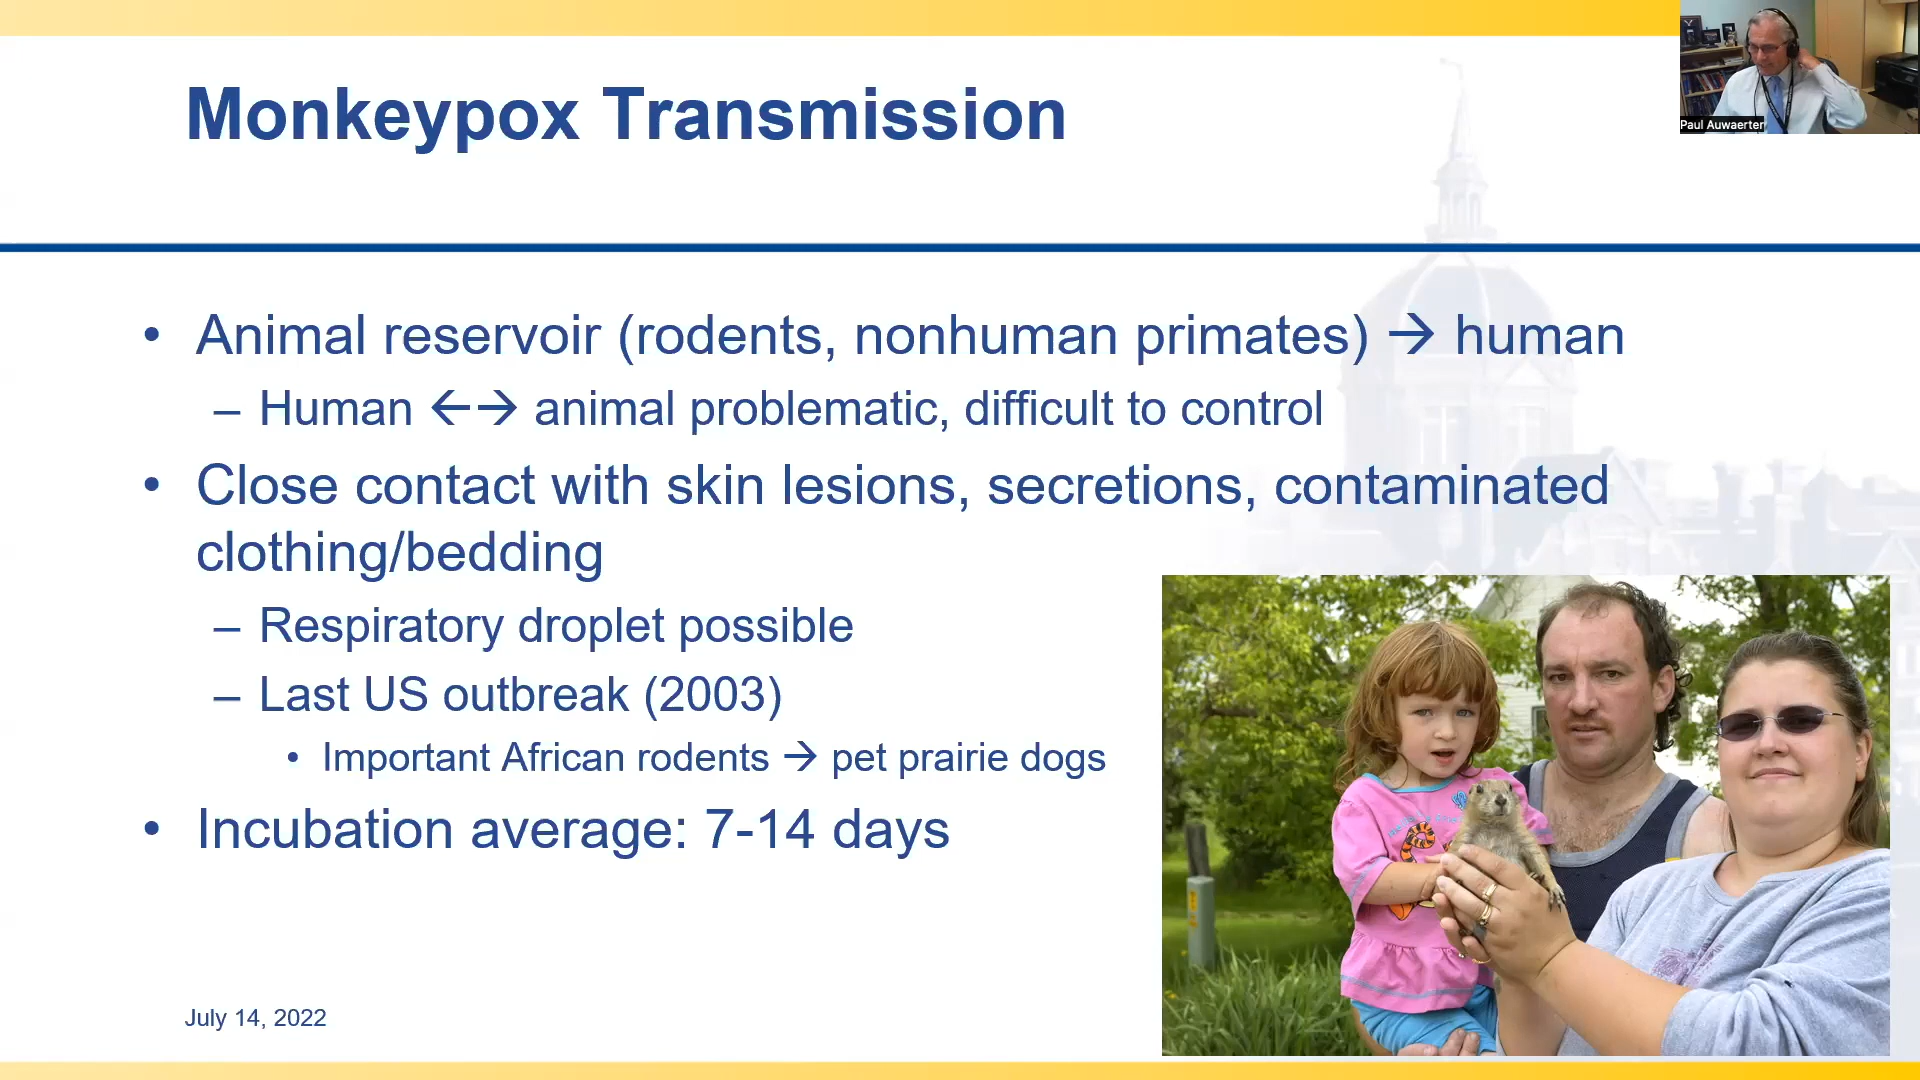 Monkeypox Transmission
Paul Auwaerter
• Animal reservoir (rodents, nonhuman primates) → human
– Human ←→ animal problematic, difficult to control
• Close contact with skin lesions, secretions, contaminated
clothing/bedding
– Respiratory droplet possible
– Last US outbreak (2003)
• Important African rodents → pet prairie dogs
• Incubation average: 7-14 days
July 14, 2022